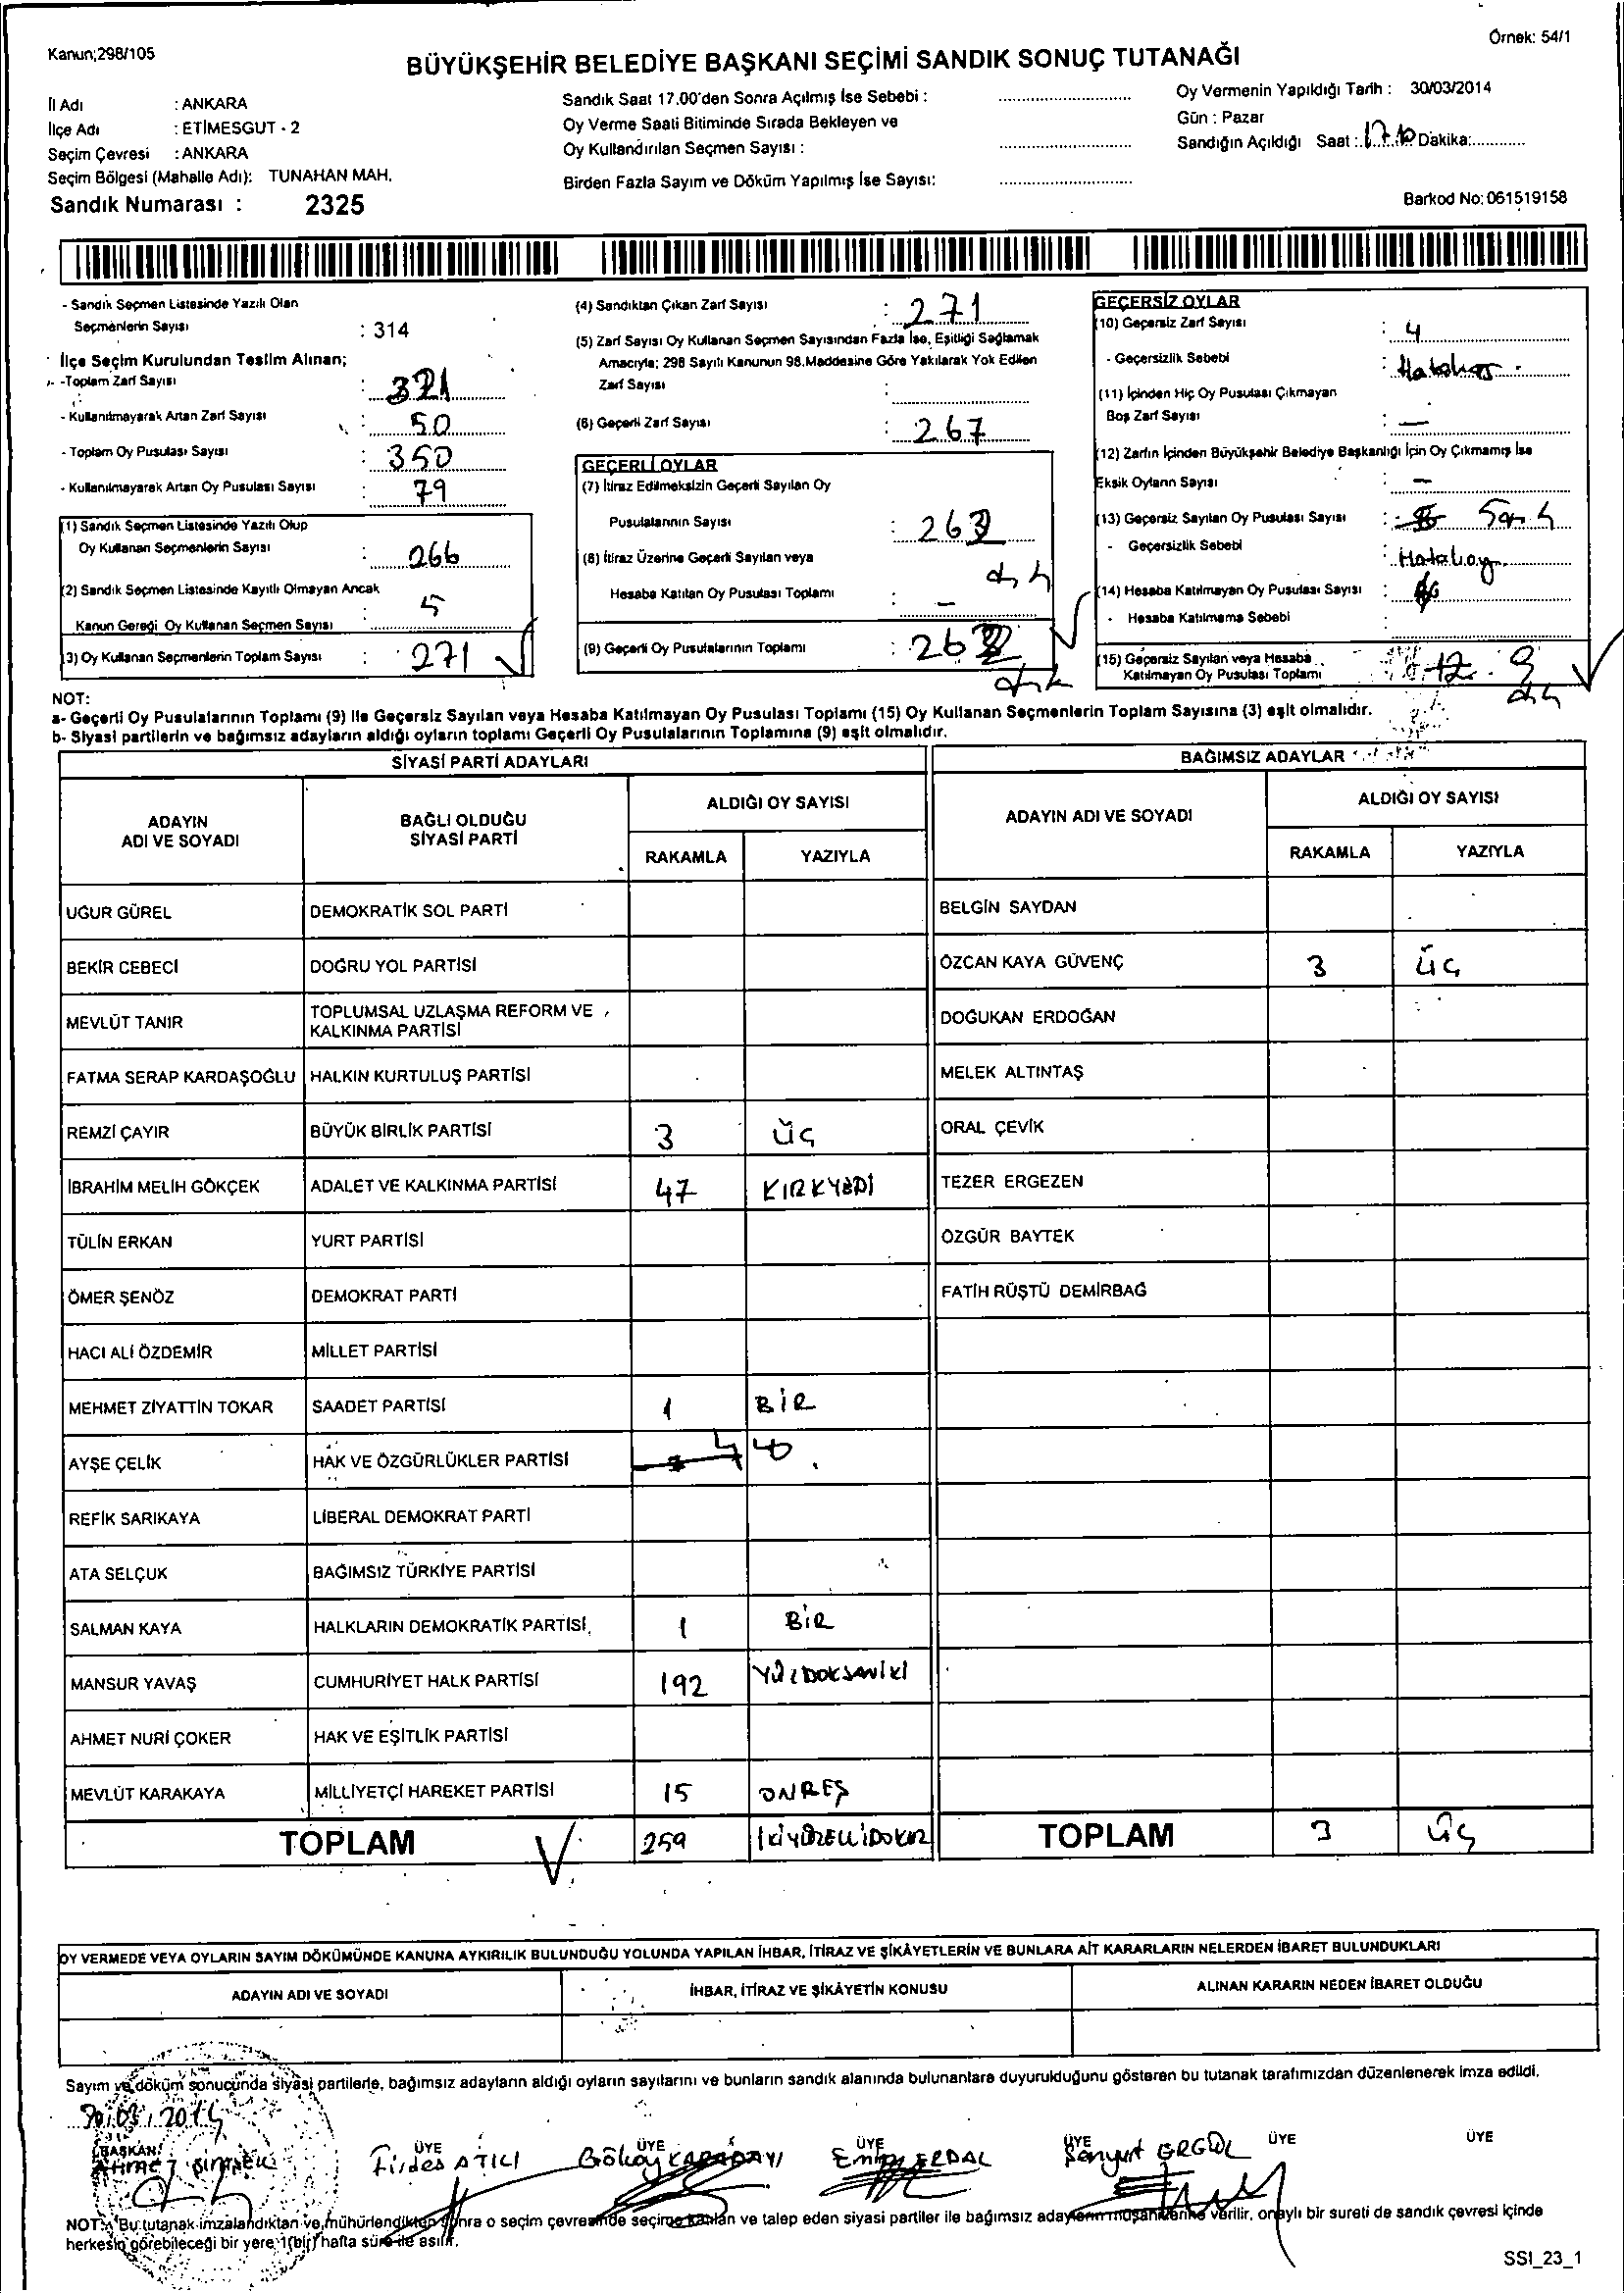 Kanun;298/105
Örnek: 54/1
BÜYÜKŞEHİR BELEDİYE BAŞKANI SEÇİMİ SANDIK SONUÇ TUTANAĞI
İl Adı : ANKARA
İlçe Adı : ETİMESGUT - 2
Seçim Çevresi : ANKARA
Seçim Bölgesi (Mahalle Adı): TUNAHAN MAH.
Sandık Numarası : 2325
Sandık Saat 17.00'den Sonra Açılmış İse Sebebi :
Oy Verme Saati Bitiminde Sırada Bekleyen ve
Oy Kullandırılan Seçmen Sayısı :
Birden Fazla Sayım ve Döküm Yapılmış İse Sayısı:
Oy Vermenin Yapıldığı Tarih : 30/03/2014
Gün : Pazar
Sandığın Açıldığı Saat : 17.10 Dakika:
Barkod No: 061519158
- Sandık Seçmen Listesinde Yazılı Olan
Seçmenlerin Sayısı : 314
İlçe Seçim Kurulundan Teslim Alınan;
-Toplam Zarf Sayısı : 321
- Kullanılmayarak Artan Zarf Sayısı : 50
- Toplam Oy Pusulası Sayısı : 350
- Kullanılmayarak Artan Oy Pusulası Sayısı : 79
(1) Sandık Seçmen Listesinde Yazılı Olup
Oy Kullanan Seçmenlerin Sayısı : 266
(2) Sandık Seçmen Listesinde Kayıtlı Olmayan Ancak
Kanun Gereği Oy Kullanan Seçmen Sayısı : 5
(3) Oy Kullanan Seçmenlerin Toplam Sayısı : 271
(4) Sandıktan Çıkan Zarf Sayısı : 271
(5) Zarf Sayısı Oy Kullanan Seçmen Sayısından Fazla İse, Eşitliği Sağlamak
Amacıyla; 298 Sayılı Kanunun 98.Maddesine Göre Yakılarak Yok Edilen
Zarf Sayısı :
(6) Geçerli Zarf Sayısı : 267
GEÇERLİ OYLAR
(7) İtiraz Edilmeksizin Geçerli Sayılan Oy
Pusulalarının Sayısı : 262
(8) İtiraz Üzerine Geçerli Sayılan veya
Hesaba Katılan Oy Pusulası Toplamı : –
(9) Geçerli Oy Pusulalarının Toplamı : 262
GEÇERSİZ OYLAR
(10) Geçersiz Zarf Sayısı : 4
- Geçersizlik Sebebi :
(11) İçinden Hiç Oy Pusulası Çıkmayan
Boş Zarf Sayısı : —
(12) Zarfın İçinden Büyükşehir Belediye Başkanlığı İçin Oy Çıkmamış İse
Eksik Oyların Sayısı : —
(13) Geçersiz Sayılan Oy Pusulası Sayısı :
- Geçersizlik Sebebi :
(14) Hesaba Katılmayan Oy Pusulası Sayısı :
- Hesaba Katılmama Sebebi :
(15) Geçersiz Sayılan veya Hesaba
Katılmayan Oy Pusulası Toplamı : 12 9
NOT:
a- Geçerli Oy Pusulalarının Toplamı (9) ile Geçersiz Sayılan veya Hesaba Katılmayan Oy Pusulası Toplamı (15) Oy Kullanan Seçmenlerin Toplam Sayısına (3) eşit olmalıdır.
b- Siyasi partilerin ve bağımsız adayların aldığı oyların toplamı Geçerli Oy Pusulalarının Toplamına (9) eşit olmalıdır.
SİYASİ PARTİ ADAYLARI
ADAYIN ADI VE SOYADI
BAĞLI OLDUĞU SİYASİ PARTİ
ALDIĞI OY SAYISI
RAKAMLA YAZIYLA
UĞUR GÜREL DEMOKRATİK SOL PARTİ
BEKİR CEBECİ DOĞRU YOL PARTİSİ
MEVLÜT TANIR TOPLUMSAL UZLAŞMA REFORM VE
KALKINMA PARTİSİ
FATMA SERAP KARDAŞOĞLU HALKIN KURTULUŞ PARTİSİ
REMZİ ÇAYIR BÜYÜK BİRLİK PARTİSİ 3 ÜÇ
İBRAHİM MELİH GÖKÇEK ADALET VE KALKINMA PARTİSİ 47 KIRKYEDİ
TÜLİN ERKAN YURT PARTİSİ
ÖMER ŞENÖZ DEMOKRAT PARTİ
HACI ALİ ÖZDEMİR MİLLET PARTİSİ
MEHMET ZİYATTİN TOKAR SAADET PARTİSİ 1 BİR
AYŞE ÇELİK HAK VE ÖZGÜRLÜKLER PARTİSİ
REFİK SARIKAYA LİBERAL DEMOKRAT PARTİ
ATA SELÇUK BAĞIMSIZ TÜRKİYE PARTİSİ
SALMAN KAYA HALKLARIN DEMOKRATİK PARTİSİ 1 BİR
MANSUR YAVAŞ CUMHURİYET HALK PARTİSİ 192 YÜZDOKSANİKİ
AHMET NURİ ÇOKER HAK VE EŞİTLİK PARTİSİ
MEVLÜT KARAKAYA MİLLİYETÇİ HAREKET PARTİSİ 15 ONBEŞ
TOPLAM 259 İKİYÜZELLİDOKUZ
BAĞIMSIZ ADAYLAR
ADAYIN ADI VE SOYADI
ALDIĞI OY SAYISI
RAKAMLA YAZIYLA
BELGİN SAYDAN
ÖZCAN KAYA GÜVENÇ 3 ÜÇ
DOĞUKAN ERDOĞAN
MELEK ALTINTAŞ
ORAL ÇEVİK
TEZER ERGEZEN
ÖZGÜR BAYTEK
FATİH RÜŞTÜ DEMİRBAĞ
TOPLAM 3 üç
OY VERMEDE VEYA OYLARIN SAYIM DÖKÜMÜNDE KANUNA AYKIRILIK BULUNDUĞU YOLUNDA YAPILAN İHBAR, İTİRAZ VE ŞİKÂYETLERİN VE BUNLARA AİT KARARLARIN NELERDEN İBARET BULUNDUKLARI
ADAYIN ADI VE SOYADI İHBAR, İTİRAZ VE ŞİKÂYETİN KONUSU ALINAN KARARIN NEDEN İBARET OLDUĞU
Sayım ve döküm sonucunda siyasi partilerle, bağımsız adayların aldığı oyların sayılarını ve bunların sandık alanında bulunanlara duyurulduğunu gösteren bu tutanak tarafımızdan düzenlenerek imza edildi.
30/03/2014
BAŞKAN ÜYE ÜYE ÜYE ÜYE ÜYE ÜYE
AHMET ŞİMŞEK Firdes ATICI Gökay KARADAYI ERDAL ERGÜL
NOT: Bu tutanak imzalandıktan ve mühürlendikten sonra o seçim çevresinde seçime katılan ve talep eden siyasi partiler ile bağımsız adayların müşahitlerine verilir, onaylı bir sureti de sandık çevresi içinde
herkesin görebileceği bir yere 1(bir) hafta süre ile asılır.
SSI_23_1